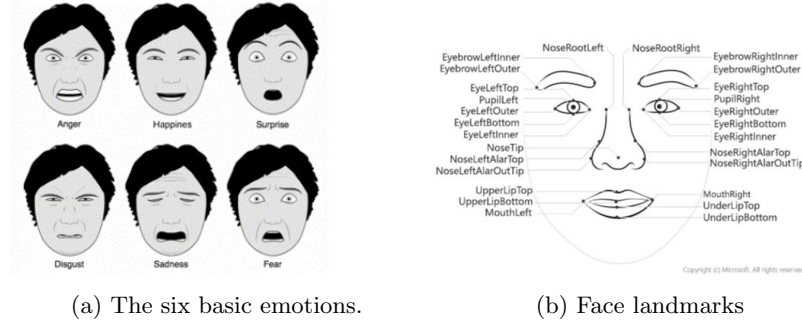 Anger Happines Surprise
Disgust Sadness Fear
(a) The six basic emotions.
NoseRootLeft NoseRootRight
EyebrowLeftInner
EyebrowLeftOuter
EyeLeftTop
PupilLeft
EyeLeftOuter
EyeLeftBottom
EyeLeftInner
NoseTip
NoseLeftAlarTop
NoseLeftAlarOutTip
UpperLipTop
UpperLipBottom
MouthLeft
EyebrowRightInner
EyebrowRightOuter
EyeRightTop
PupilRight
EyeRightOuter
EyeRightBottom
EyeRightInner
NoseRightAlarTop
NoseRightAlarOutTip
MouthRight
UnderLipTop
UnderLipBottom
Copyright (c) Microsoft. All rights reserved
(b) Face landmarks